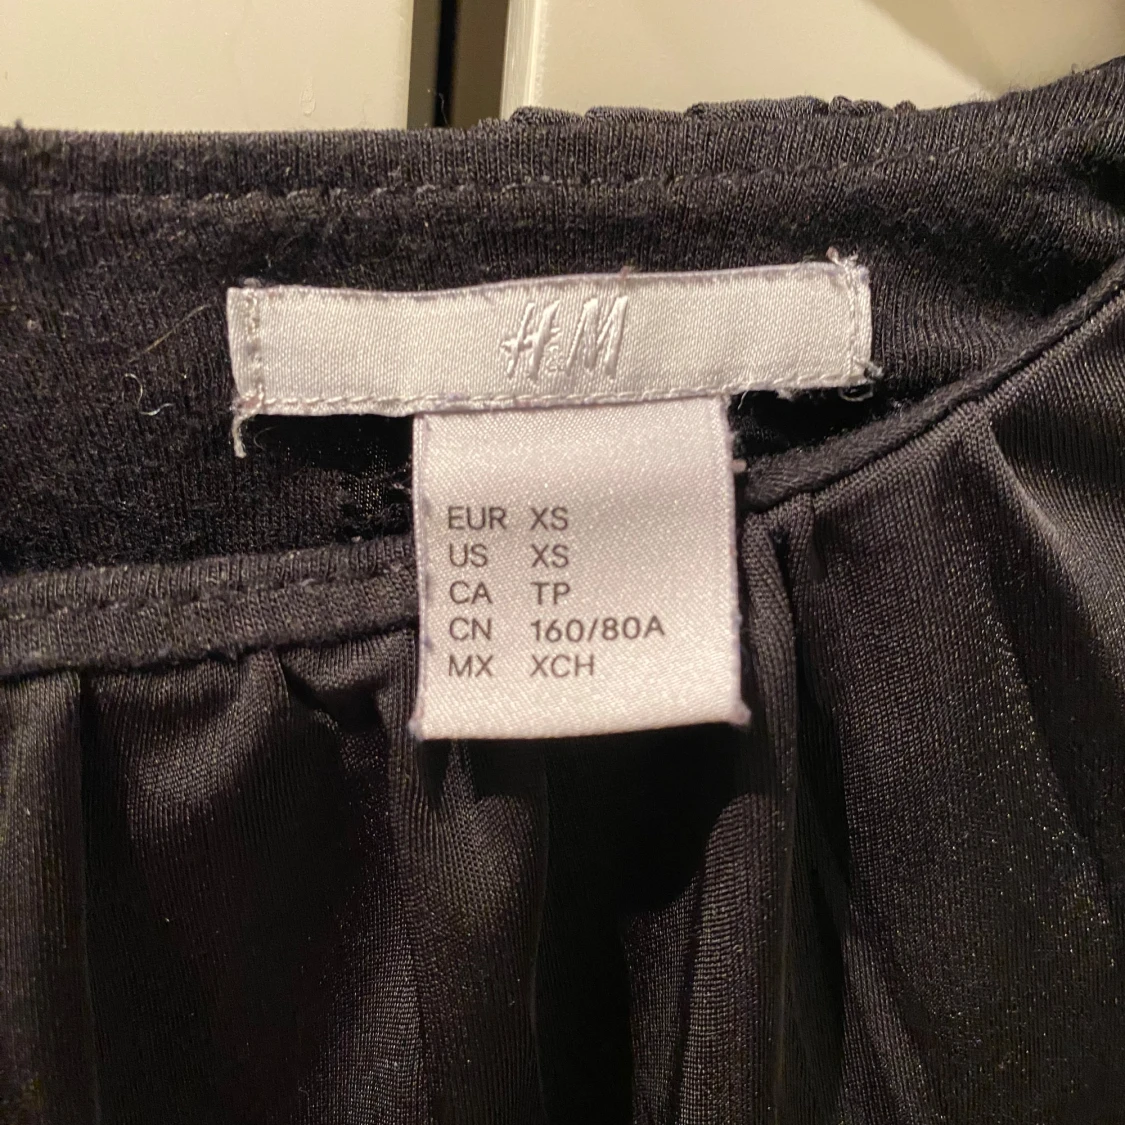 H&M
EUR XS
US XS
CA TP
CN 160/80A
MX XCH